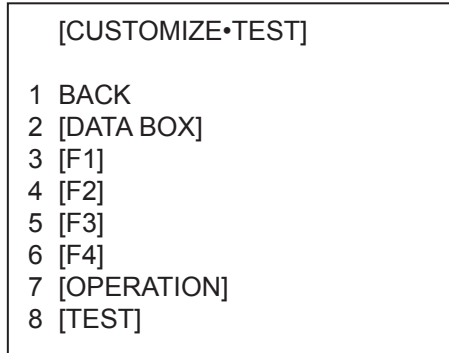 [CUSTOMIZE•TEST]
1 BACK
2 [DATA BOX]
3 [F1]
4 [F2]
5 [F3]
6 [F4]
7 [OPERATION]
8 [TEST]